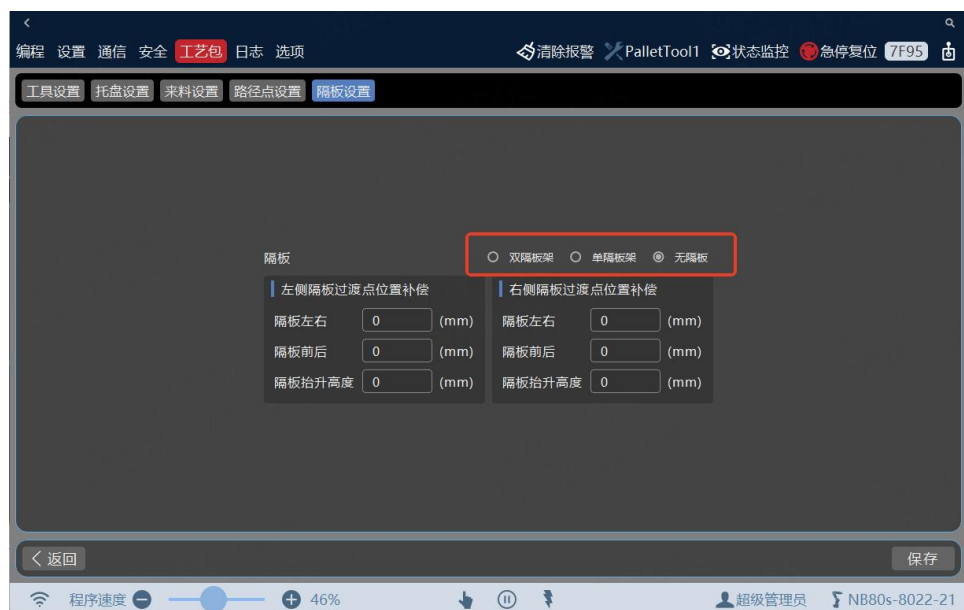 编程 设置 通信 安全 工艺包 日志 选项 清除报警 PalletTool1 状态监控 急停复位 7F95
工具设置 托盘设置 来料设置 路径点设置 隔板设置
隔板 双隔板架 单隔板架 无隔板
左侧隔板过渡点位置补偿 右侧隔板过渡点位置补偿
隔板左右 0 (mm) 隔板左右 0 (mm)
隔板前后 0 (mm) 隔板前后 0 (mm)
隔板抬升高度 0 (mm) 隔板抬升高度 0 (mm)
返回 保存
程序速度 46% 超级管理员 NB80s-8022-21